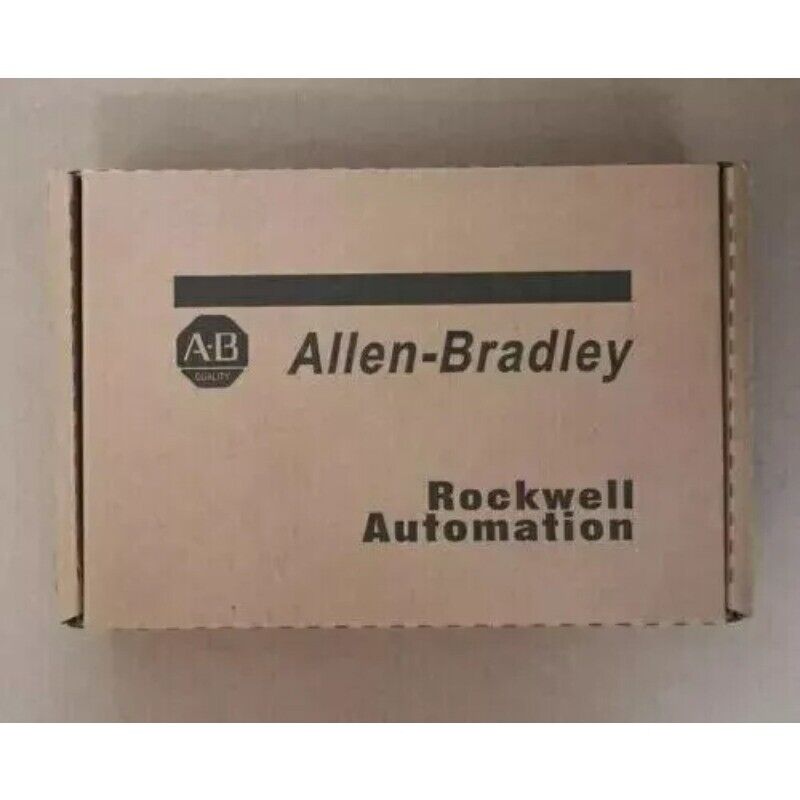 A·B
QUALITY
Allen-Bradley
Rockwell
Automation